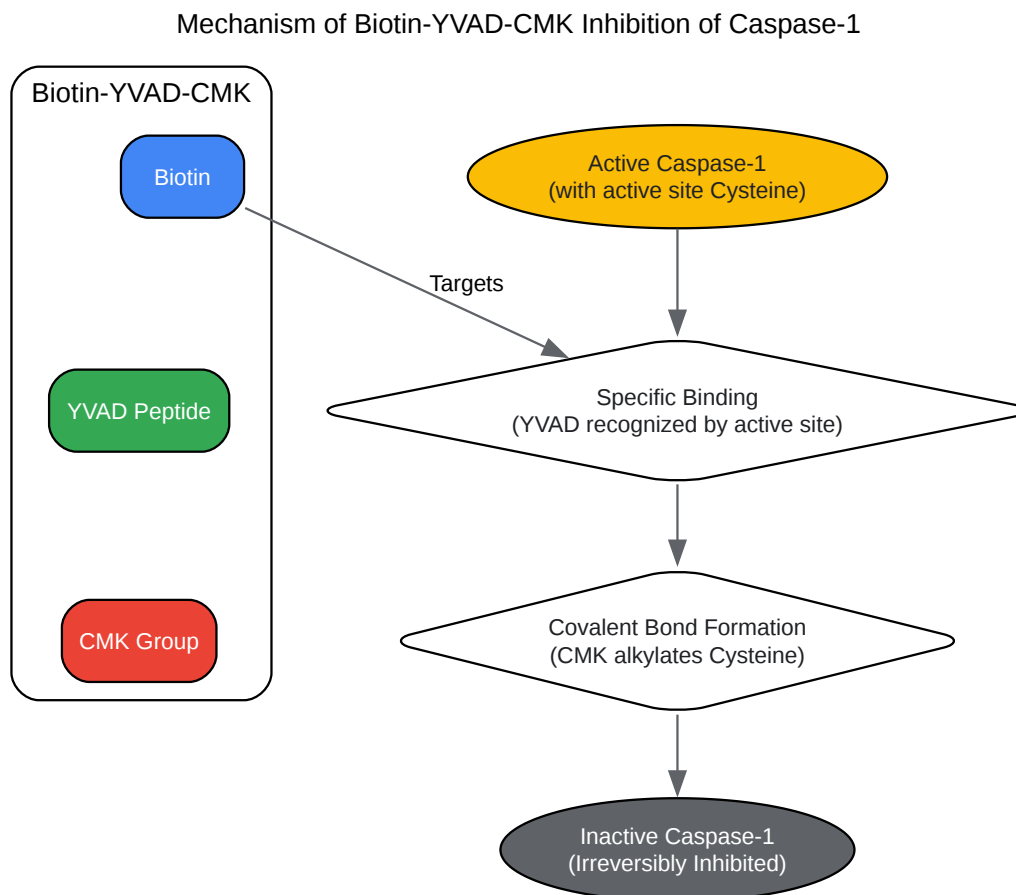 Mechanism of Biotin-YVAD-CMK Inhibition of Caspase-1
Biotin-YVAD-CMK
Biotin
Active Caspase-1
(with active site Cysteine)
Targets
YVAD Peptide
Specific Binding
(YVAD recognized by active site)
CMK Group
Covalent Bond Formation
(CMK alkylates Cysteine)
Inactive Caspase-1
(Irreversibly Inhibited)